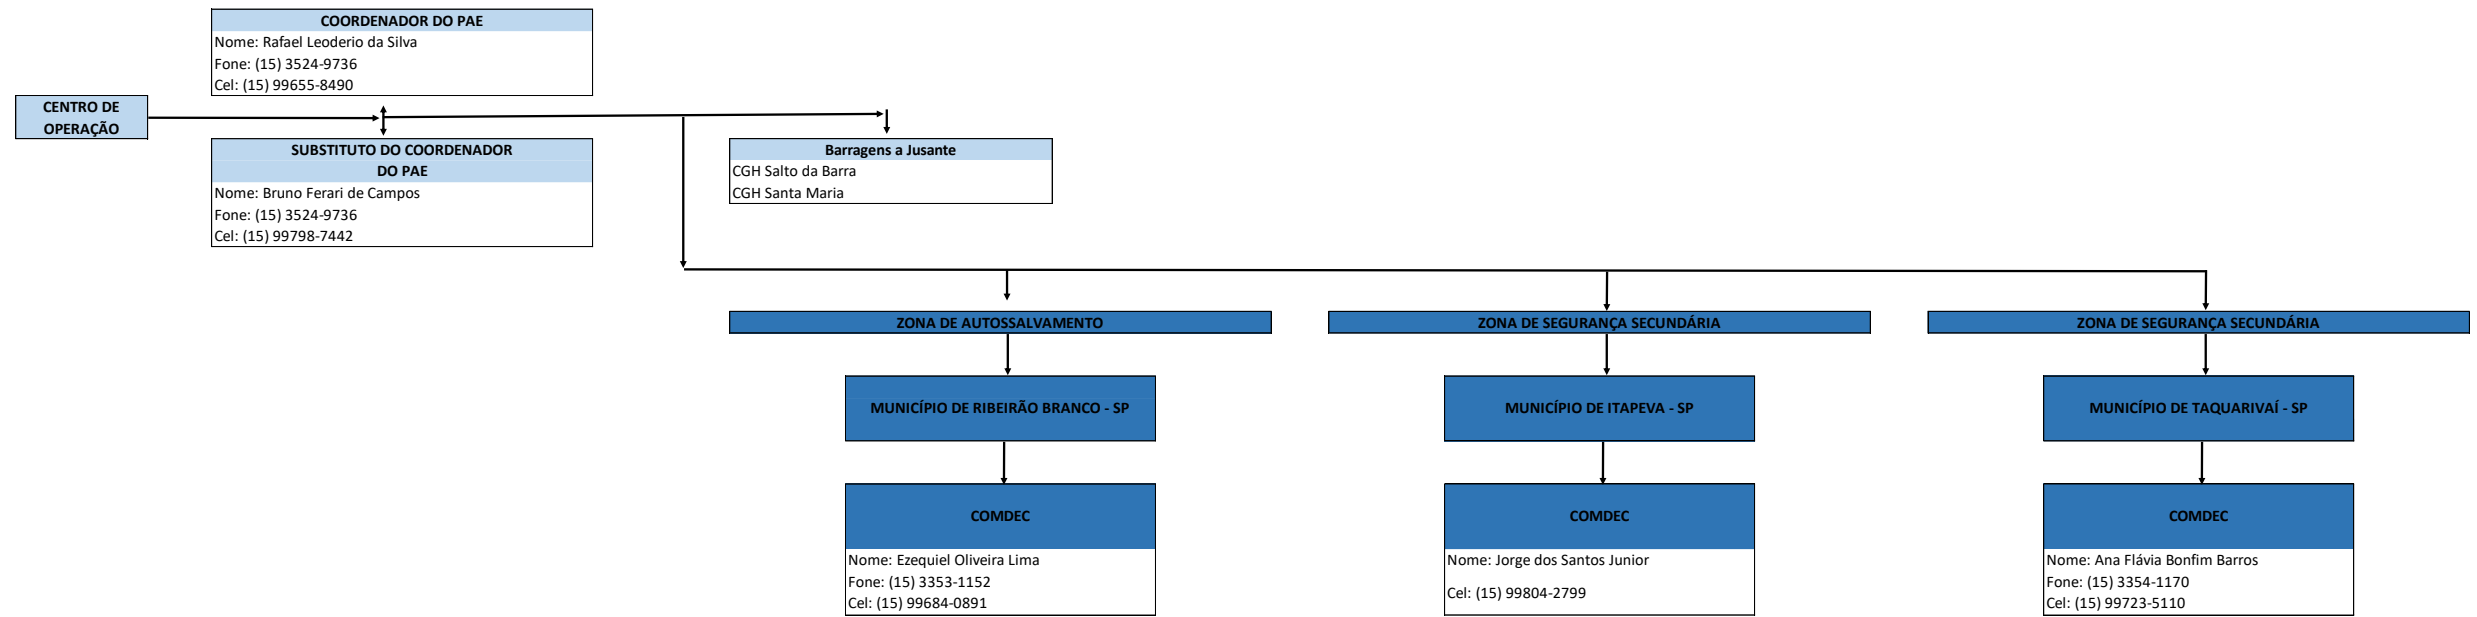 COORDENADOR DO PAE
Nome: Rafael Leoderio da Silva
Fone: (15) 3524-9736
Cel: (15) 99655-8490
CENTRO DE
OPERAÇÃO
SUBSTITUTO DO COORDENADOR
DO PAE
Nome: Bruno Ferari de Campos
Fone: (15) 3524-9736
Cel: (15) 99798-7442
Barragens a Jusante
CGH Salto da Barra
CGH Santa Maria
ZONA DE AUTOSSALVAMENTO
MUNICÍPIO DE RIBEIRÃO BRANCO - SP
COMDEC
Nome: Ezequiel Oliveira Lima
Fone: (15) 3353-1152
Cel: (15) 99684-0891
ZONA DE SEGURANÇA SECUNDÁRIA
MUNICÍPIO DE ITAPEVA - SP
COMDEC
Nome: Jorge dos Santos Junior
Cel: (15) 99804-2799
ZONA DE SEGURANÇA SECUNDÁRIA
MUNICÍPIO DE TAQUARIVAÍ - SP
COMDEC
Nome: Ana Flávia Bonfim Barros
Fone: (15) 3354-1170
Cel: (15) 99723-5110